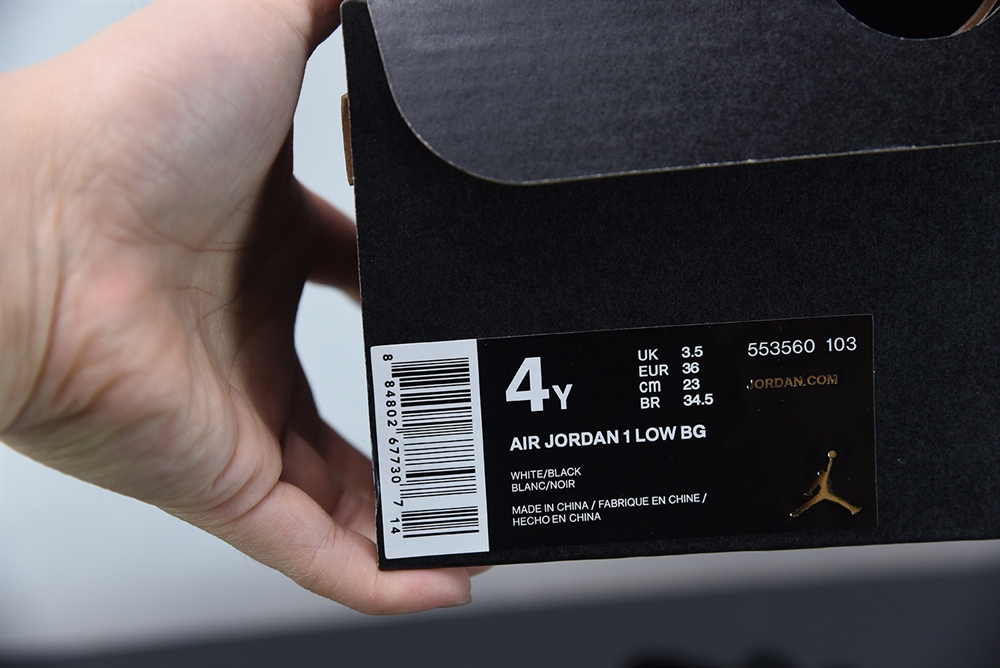 8 84802 67730 7 14
4Y
UK 3.5
EUR 36
cm 23
BR 34.5
553560 103
JORDAN.COM
AIR JORDAN 1 LOW BG
WHITE/BLACK
BLANC/NOIR
MADE IN CHINA / FABRIQUE EN CHINE /
HECHO EN CHINA